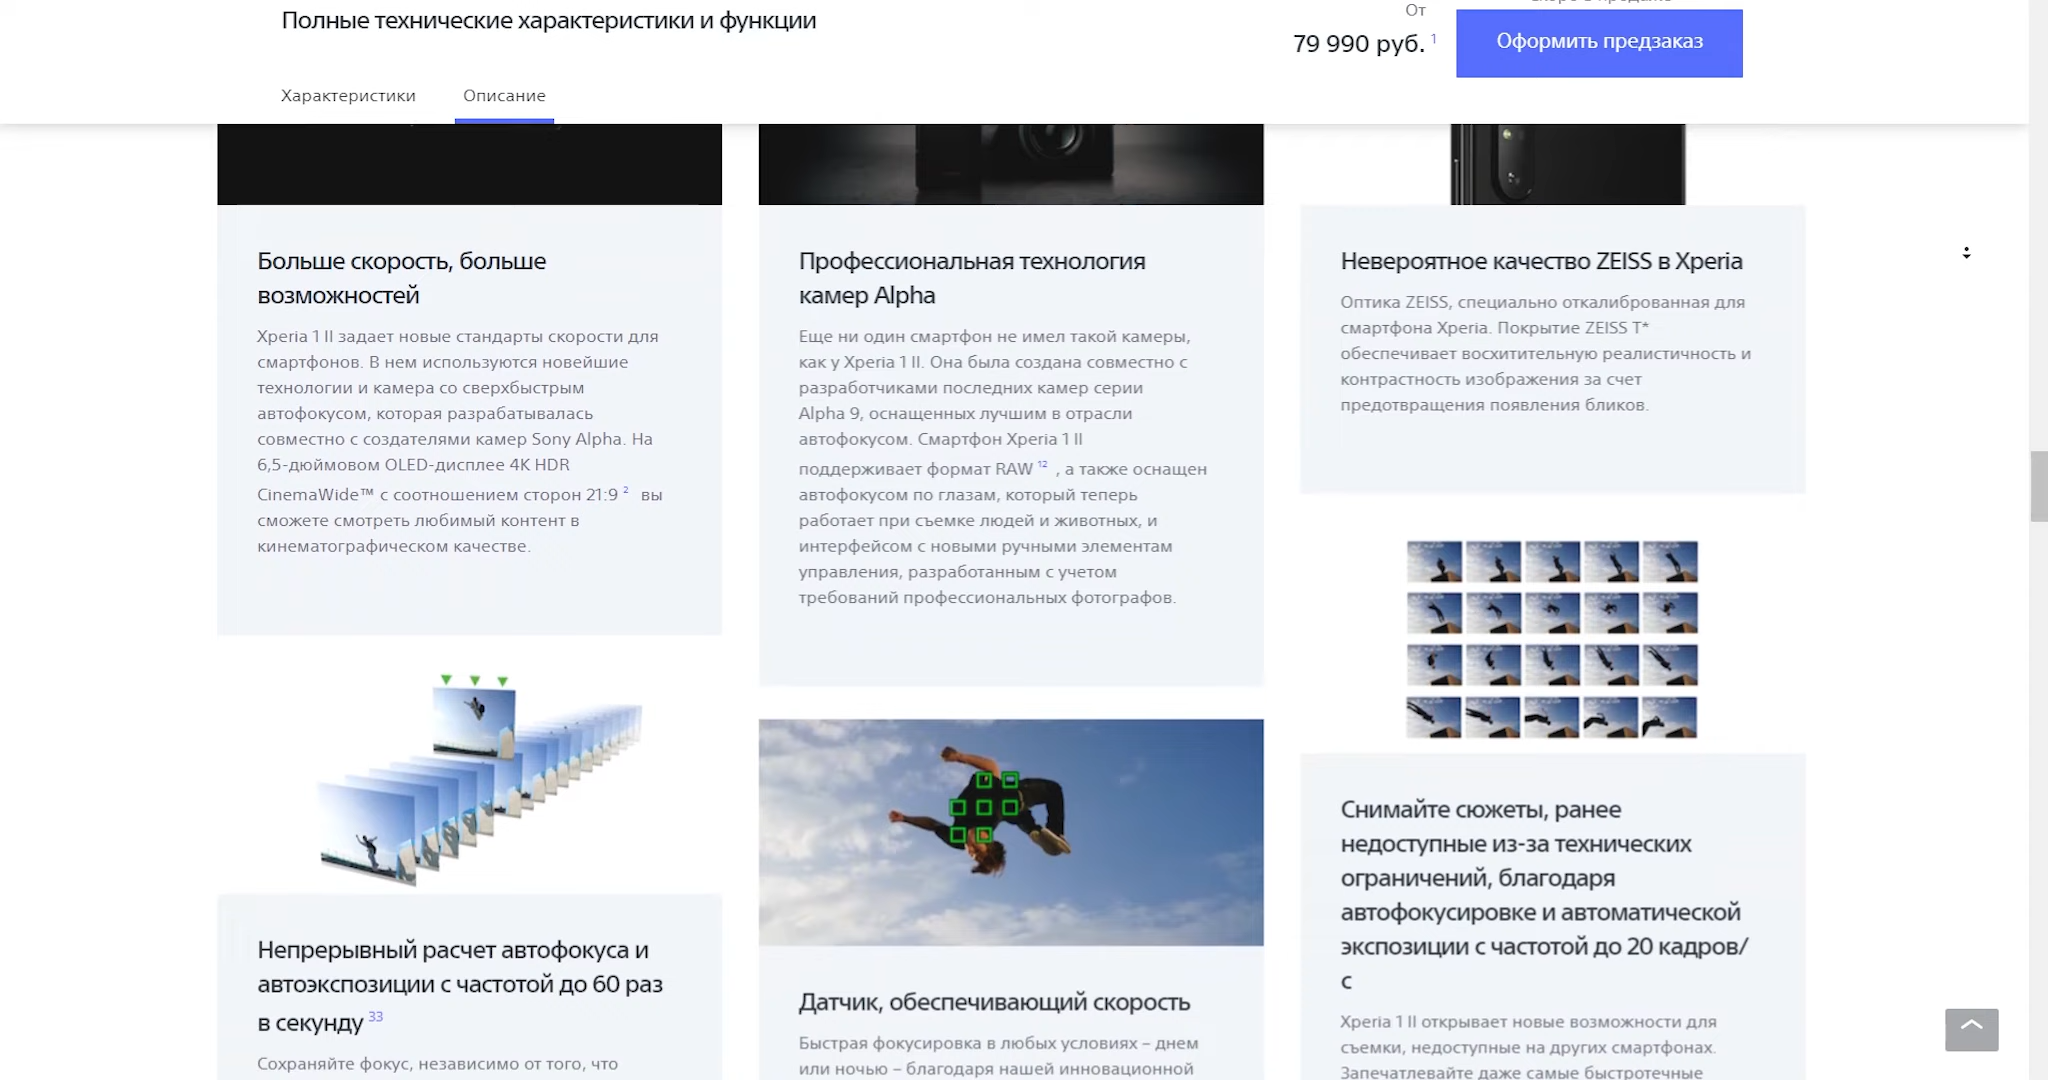 Полные технические характеристики и функции
От
79 990 руб. 1
Оформить предзаказ
Характеристики
Описание
Больше скорость, больше
возможностей
Xperia 1 II задает новые стандарты скорости для
смартфонов. В нем используются новейшие
технологии и камера со сверхбыстрым
автофокусом, которая разрабатывалась
совместно с создателями камер Sony Alpha. На
6,5-дюймовом OLED-дисплее 4K HDR
CinemaWide™ с соотношением сторон 21:9 2 вы
сможете смотреть любимый контент в
кинематографическом качестве.
Профессиональная технология
камер Alpha
Еще ни один смартфон не имел такой камеры,
как у Xperia 1 II. Она была создана совместно с
разработчиками последних камер серии
Alpha 9, оснащенных лучшим в отрасли
автофокусом. Смартфон Xperia 1 II
поддерживает формат RAW 12 , а также оснащен
автофокусом по глазам, который теперь
работает при съемке людей и животных, и
интерфейсом с новыми ручными элементам
управления, разработанным с учетом
требований профессиональных фотографов.
Невероятное качество ZEISS в Xperia
Оптика ZEISS, специально откалиброванная для
смартфона Xperia. Покрытие ZEISS T*
обеспечивает восхитительную реалистичность и
контрастность изображения за счет
предотвращения появления бликов.
Непрерывный расчет автофокуса и
автоэкспозиции с частотой до 60 раз
в секунду 33
Сохраняйте фокус, независимо от того, что
Датчик, обеспечивающий скорость
Быстрая фокусировка в любых условиях – днем
или ночью – благодаря нашей инновационной
Снимайте сюжеты, ранее
недоступные из-за технических
ограничений, благодаря
автофокусировке и автоматической
экспозиции с частотой до 20 кадров/
с
Xperia 1 II открывает новые возможности для
съемки, недоступные на других смартфонах.
Запечатлевайте даже самые быстротечные